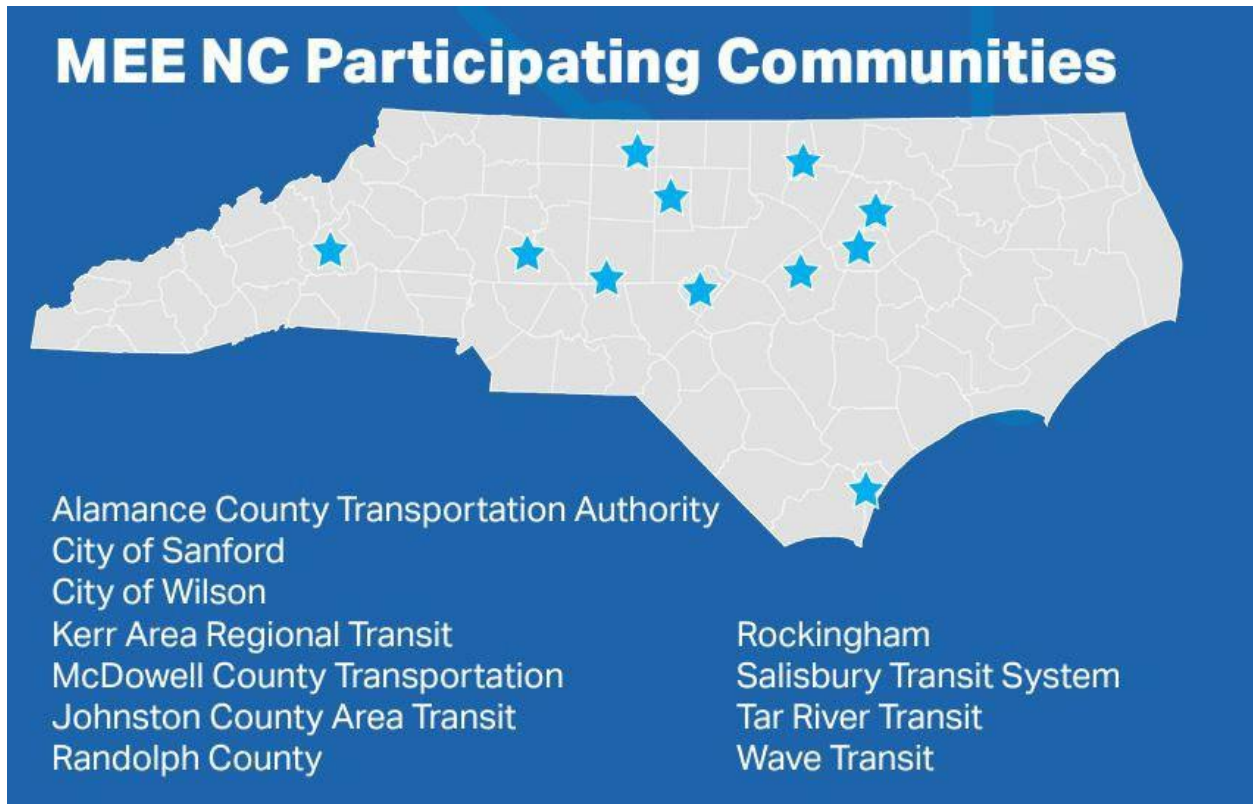 MEE NC Participating Communities
Alamance County Transportation Authority
City of Sanford
City of Wilson
Kerr Area Regional Transit
McDowell County Transportation
Johnston County Area Transit
Randolph County
Rockingham
Salisbury Transit System
Tar River Transit
Wave Transit